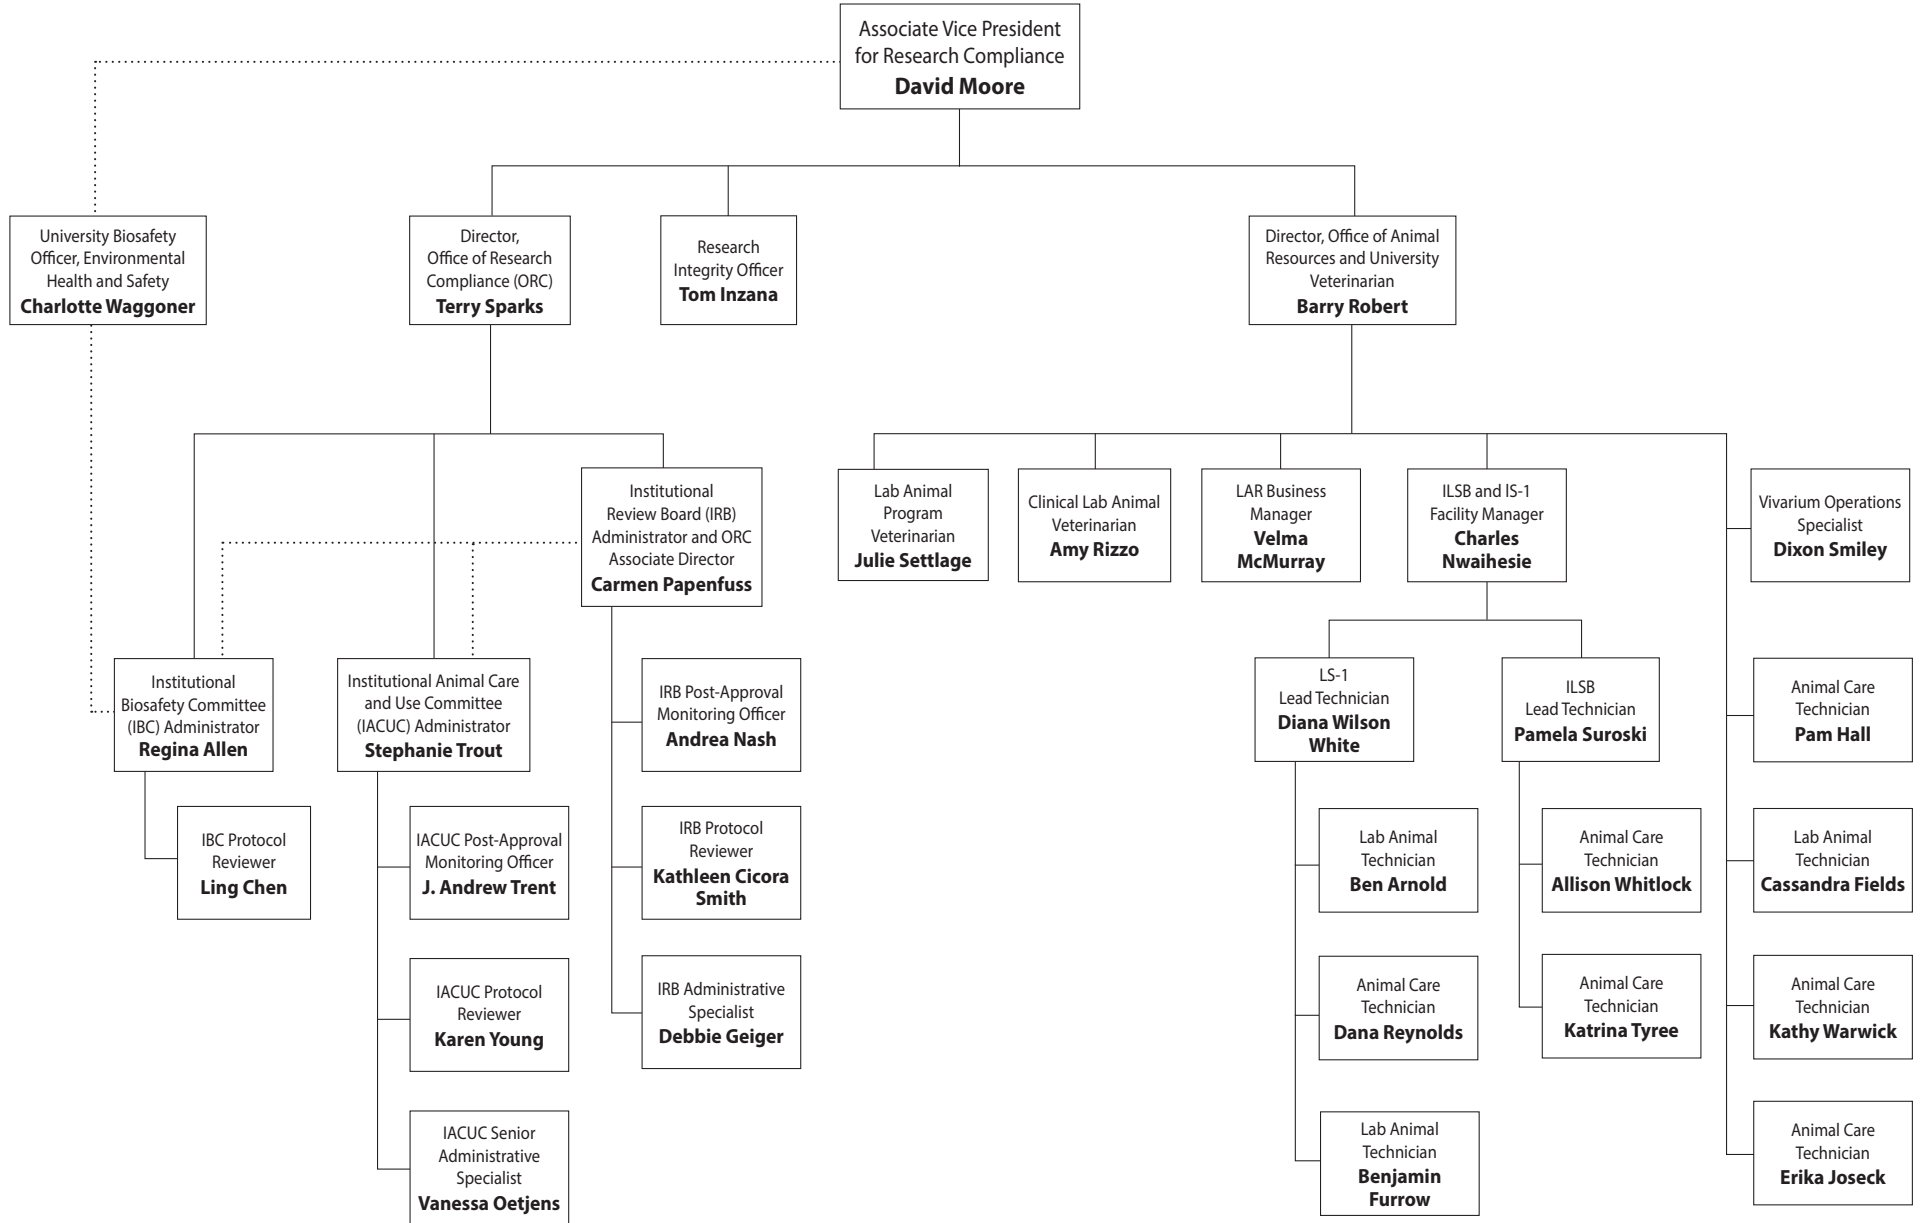 Associate Vice President
for Research Compliance
David Moore
University Biosafety
Officer, Environmental
Health and Safety
Charlotte Waggoner
Director,
Office of Research
Compliance (ORC)
Terry Sparks
Research
Integrity Officer
Tom Inzana
Director, Office of Animal
Resources and University
Veterinarian
Barry Robert
Institutional
Review Board (IRB)
Administrator and ORC
Associate Director
Carmen Papenfuss
Lab Animal
Program
Veterinarian
Julie Settlage
Clinical Lab Animal
Veterinarian
Amy Rizzo
LAR Business
Manager
Velma
McMurray
ILSB and IS-1
Facility Manager
Charles
Nwaihesie
Vivarium Operations
Specialist
Dixon Smiley
Institutional
Biosafety Committee
(IBC) Administrator
Regina Allen
Institutional Animal Care
and Use Committee
(IACUC) Administrator
Stephanie Trout
IRB Post-Approval
Monitoring Officer
Andrea Nash
LS-1
Lead Technician
Diana Wilson
White
ILSB
Lead Technician
Pamela Suroski
Animal Care
Technician
Pam Hall
IBC Protocol
Reviewer
Ling Chen
IACUC Post-Approval
Monitoring Officer
J. Andrew Trent
IRB Protocol
Reviewer
Kathleen Cicora
Smith
Lab Animal
Technician
Ben Arnold
Animal Care
Technician
Allison Whitlock
Lab Animal
Technician
Cassandra Fields
IACUC Protocol
Reviewer
Karen Young
IRB Administrative
Specialist
Debbie Geiger
Animal Care
Technician
Dana Reynolds
Animal Care
Technician
Katrina Tyree
Animal Care
Technician
Kathy Warwick
IACUC Senior
Administrative
Specialist
Vanessa Oetjens
Lab Animal
Technician
Benjamin
Furrow
Animal Care
Technician
Erika Joseck